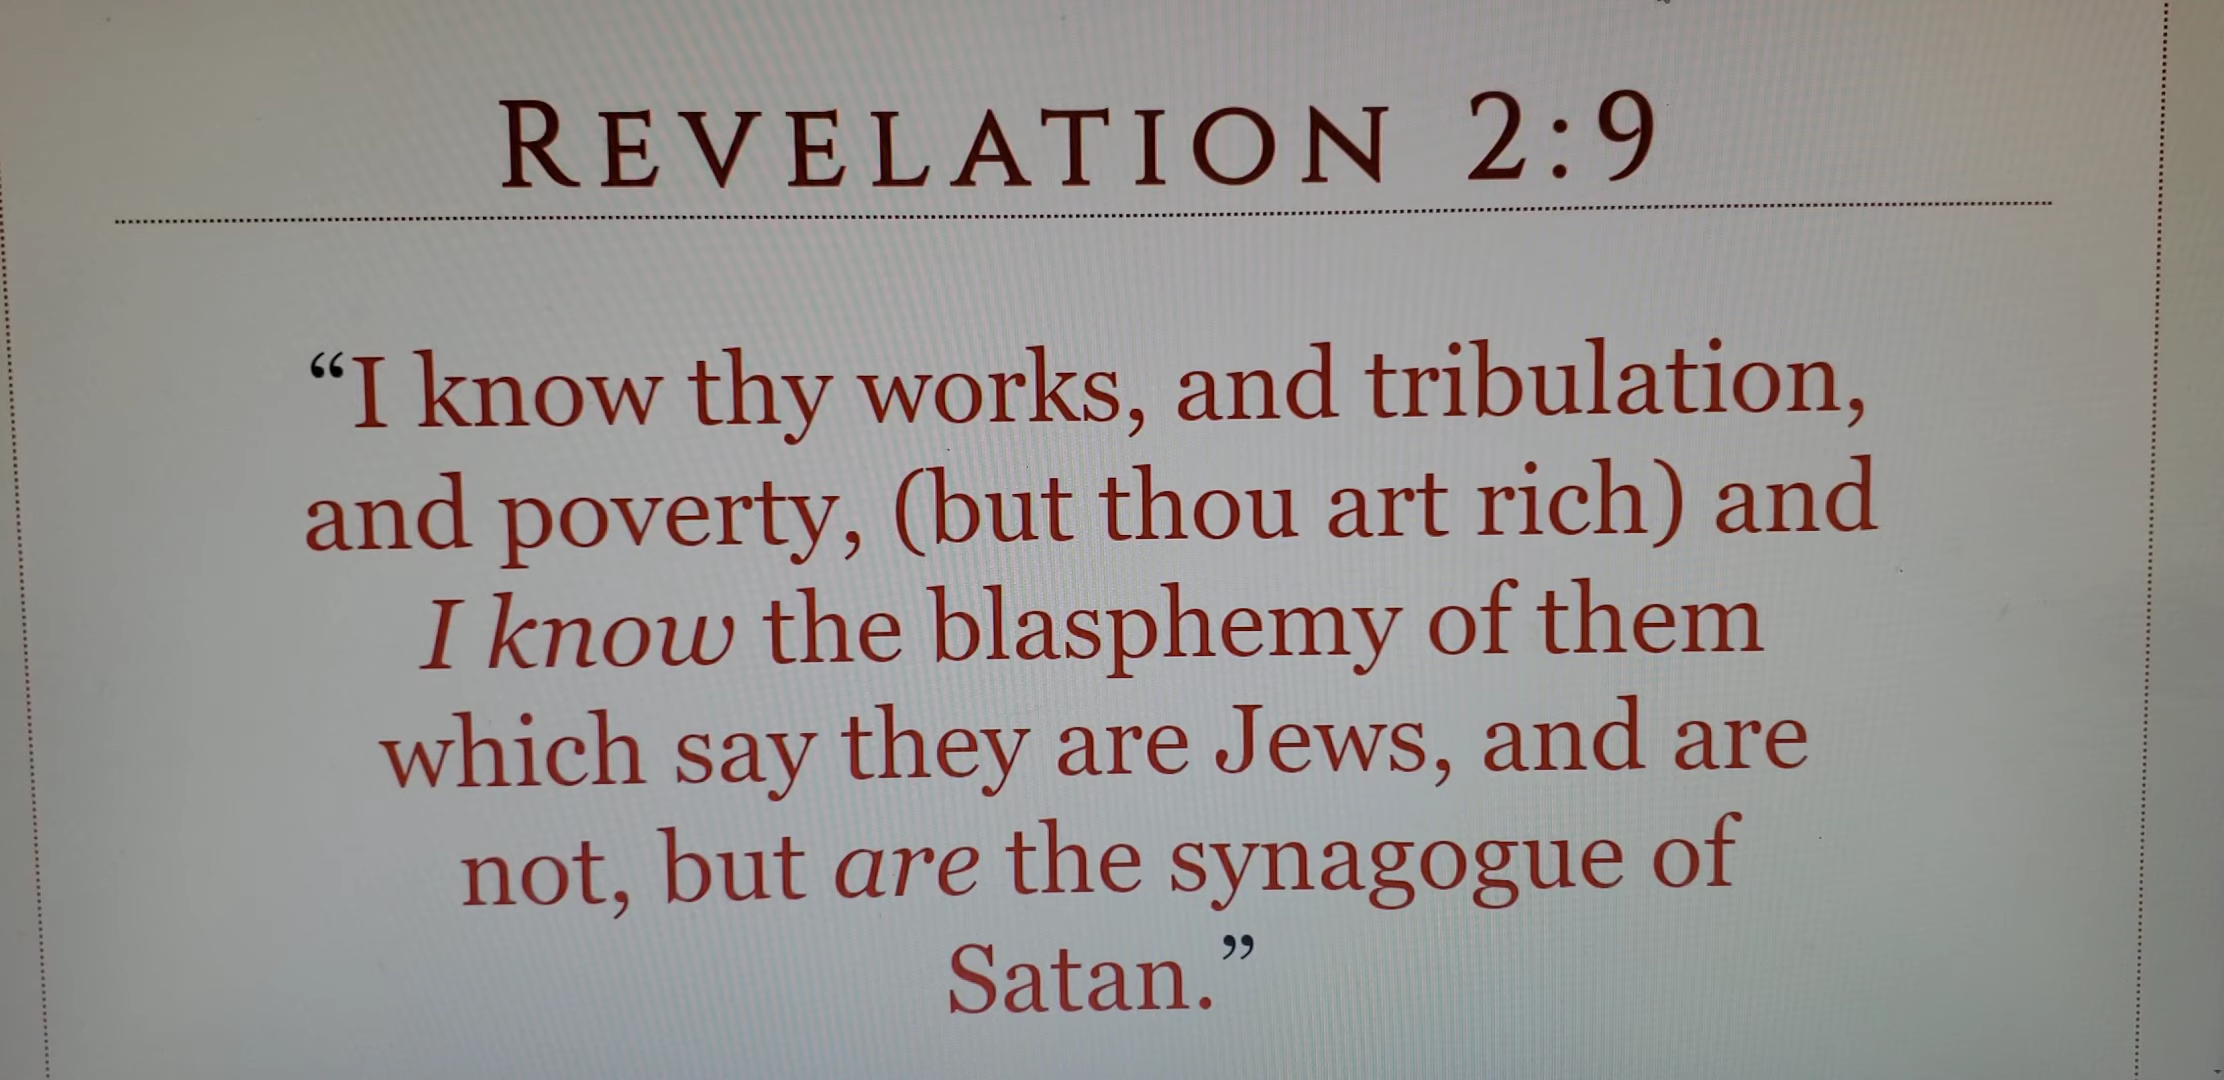 REVELATION 2:9
“I know thy works, and tribulation,
and poverty, (but thou art rich) and
I know the blasphemy of them
which say they are Jews, and are
not, but are the synagogue of
Satan.”